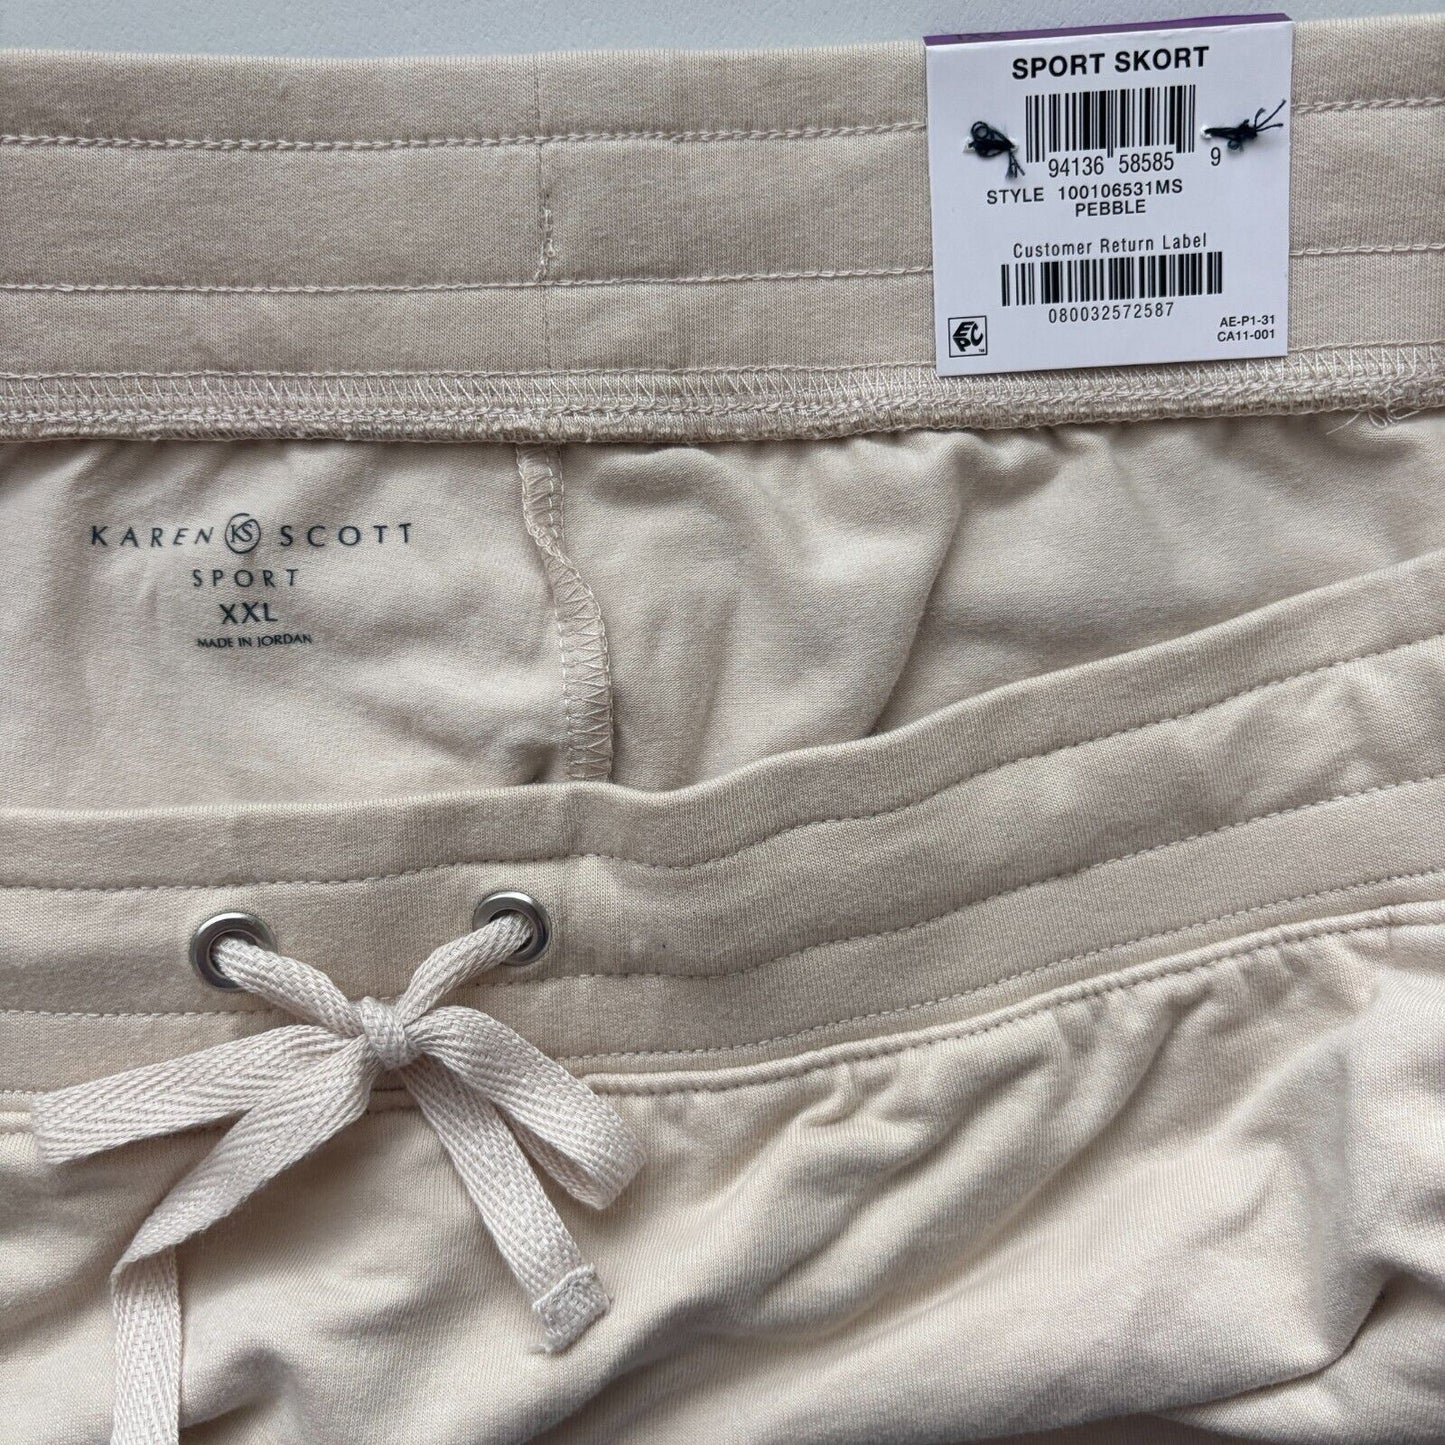 SPORT SKORT
94136 58585 9
STYLE 100106531MS
PEBBLE
Customer Return Label
080032572587
EPC
AE-P1-31
CA11-001
KAREN KS SCOTT
SPORT
XXL
MADE IN JORDAN